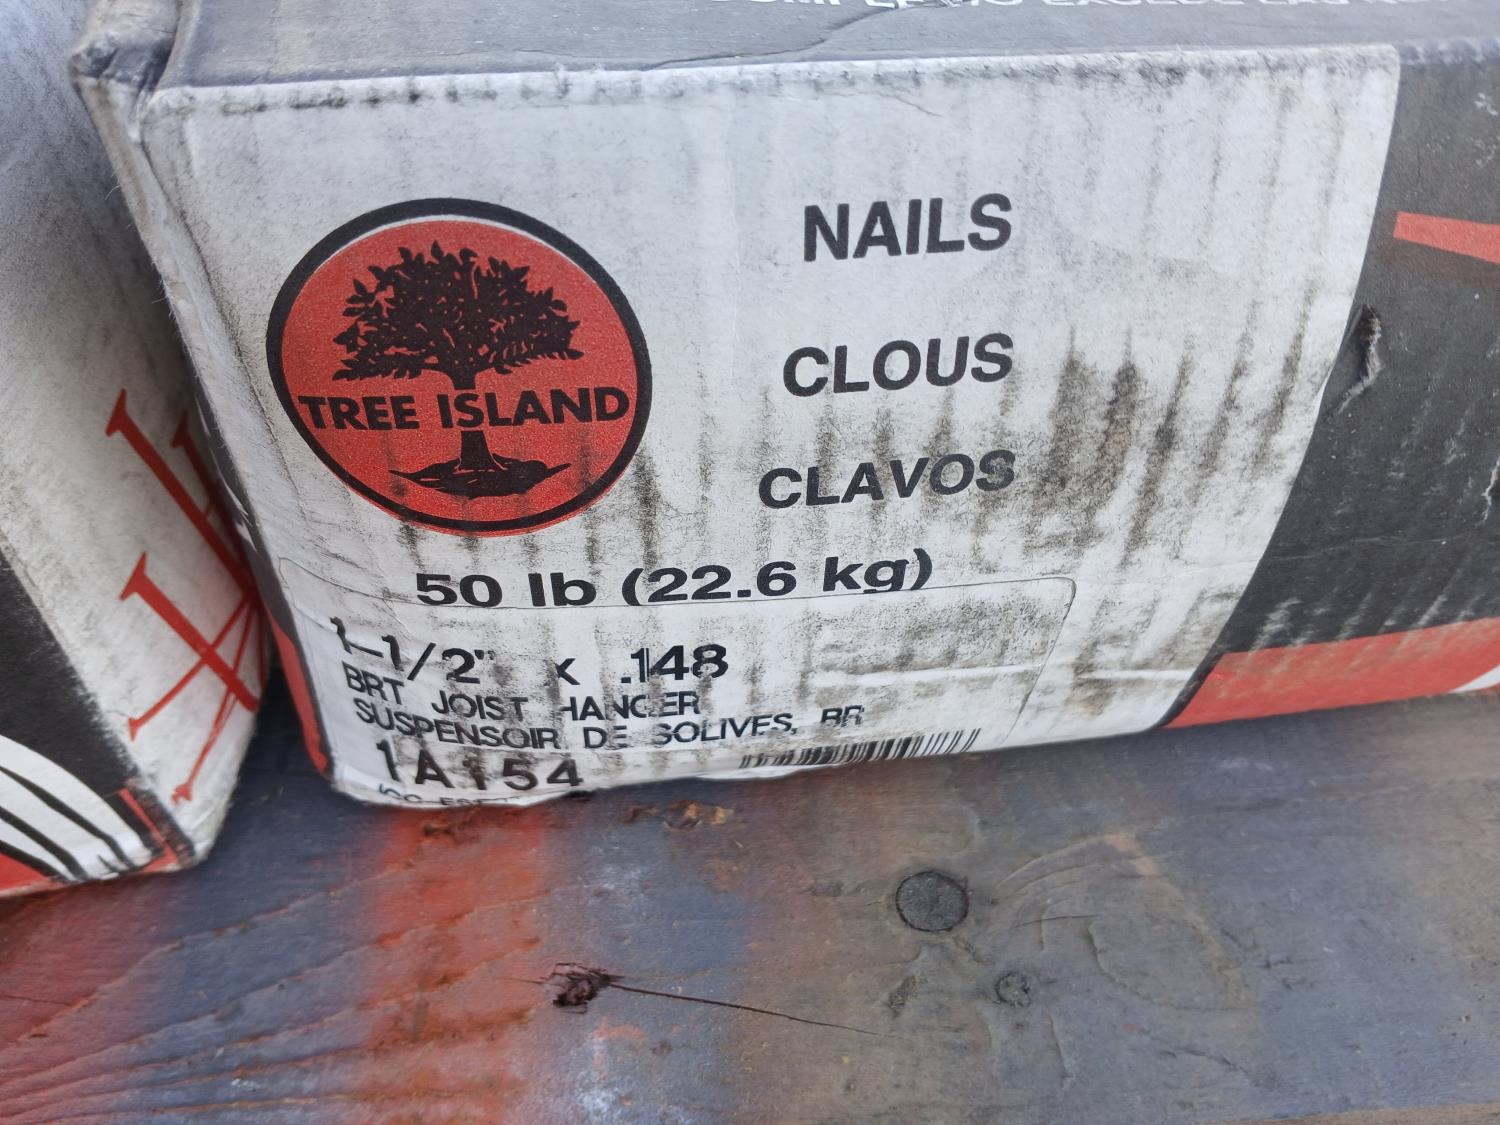 TREE ISLAND
NAILS
CLOUS
CLAVOS
50 lb (22.6 kg)
1-1/2" x .148
BRT JOIST HANGER
SUSPENSOIR DE SOLIVES, BR
1A154